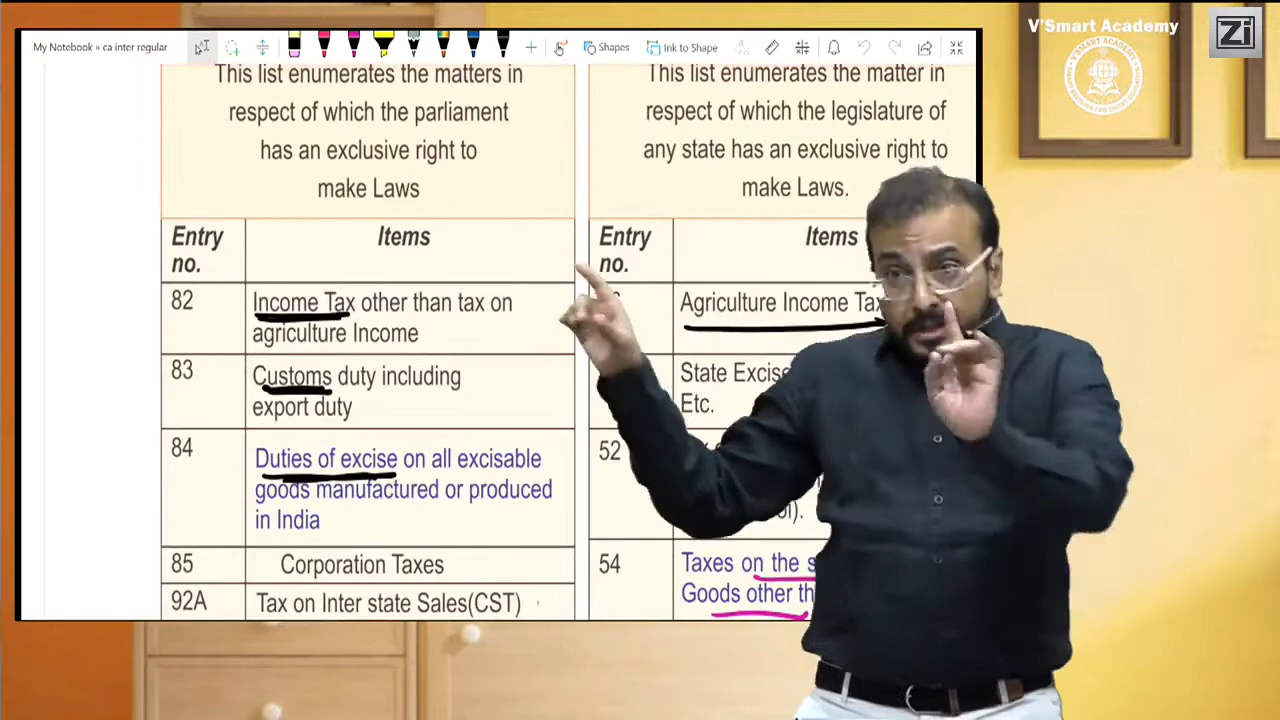 V'Smart Academy
My Notebook » ca inter regular
Shapes
Ink to Shape
This list enumerates the matters in
respect of which the parliament
has an exclusive right to
make Laws
This list enumerates the matter in
respect of which the legislature of
any state has an exclusive right to
make Laws.
Entry
no.
Items
82
Income Tax other than tax on
agriculture Income
83
Customs duty including
export duty
84
Duties of excise on all excisable
goods manufactured or produced
in India
85
Corporation Taxes
92A
Tax on Inter state Sales(CST)
Entry
no.
Items
Agriculture Income Tax
State Excise
Etc.
52
54
Taxes on the
Goods other